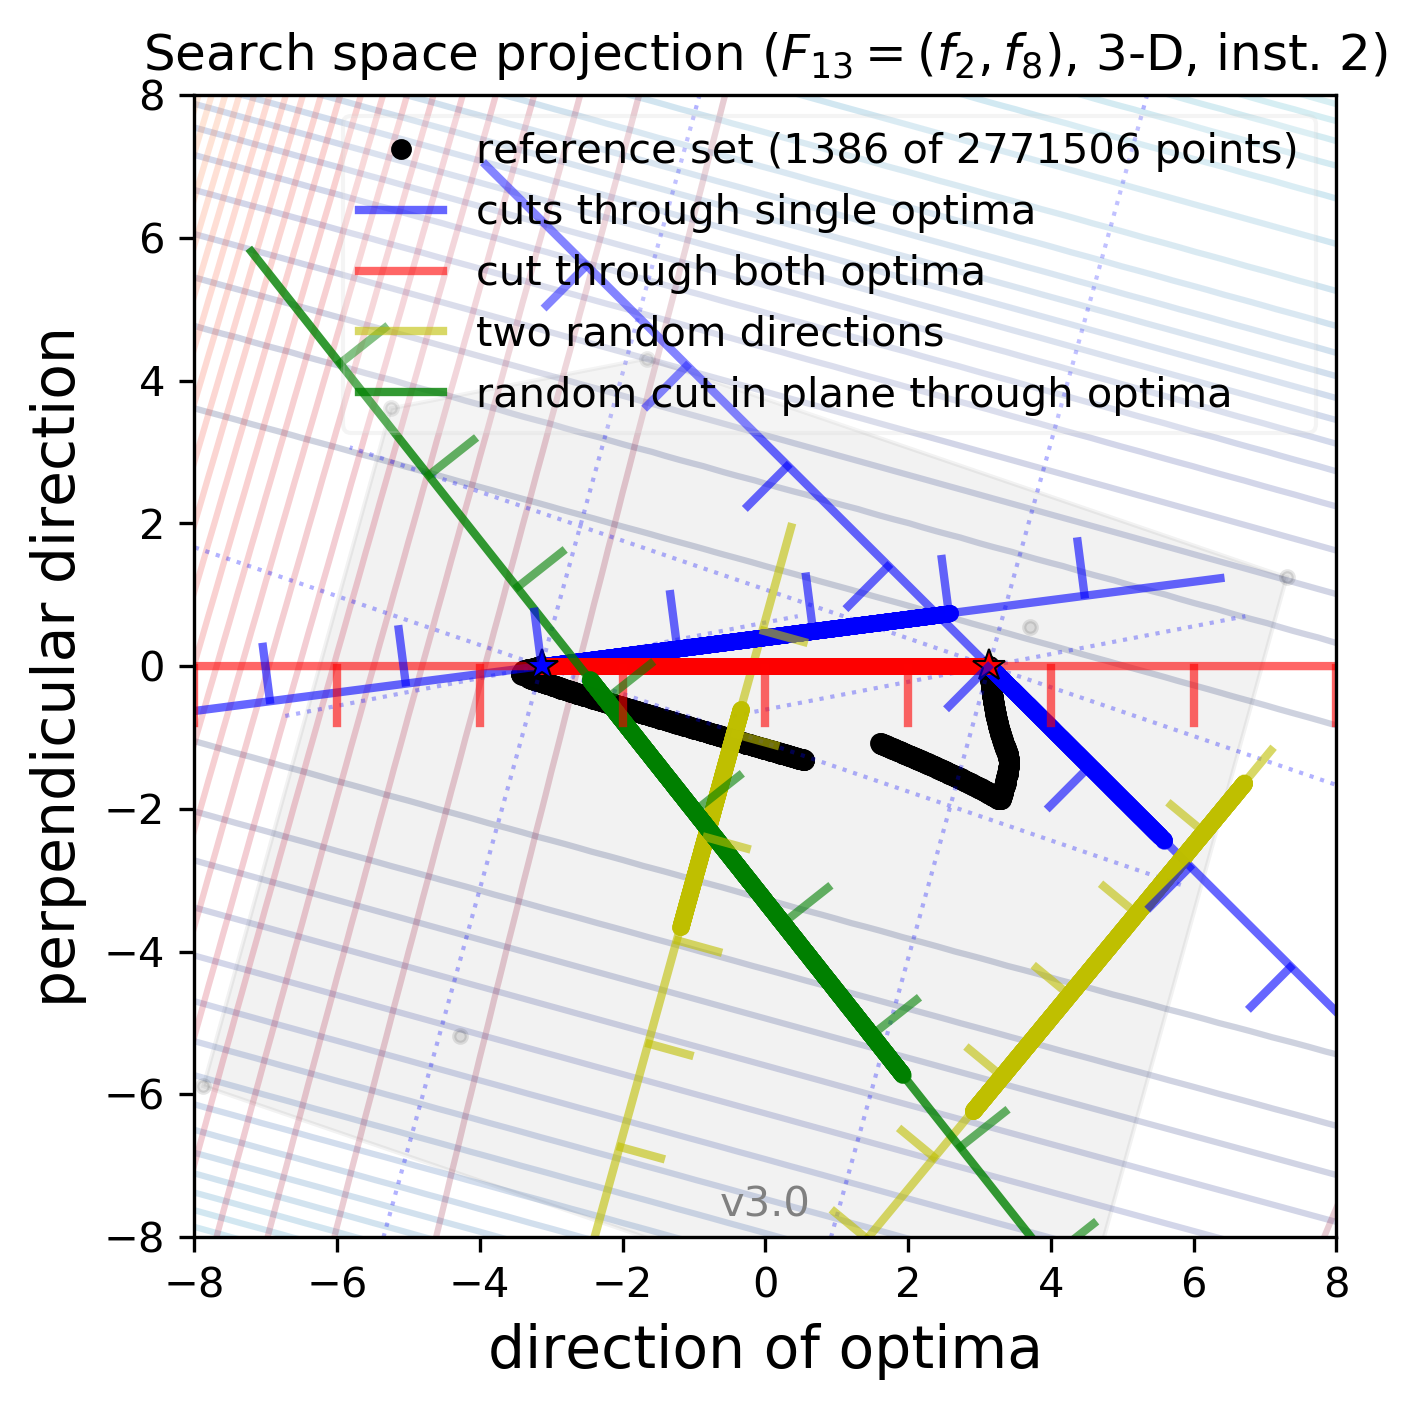 Search space projection (F13 = (f2, f8), 3-D, inst. 2)
8
6
4
2
0
−2
−4
−6
−8
perpendicular direction
reference set (1386 of 2771506 points)
cuts through single optima
cut through both optima
two random directions
random cut in plane through optima
v3.0
−8 −6 −4 −2 0 2 4 6 8
direction of optima